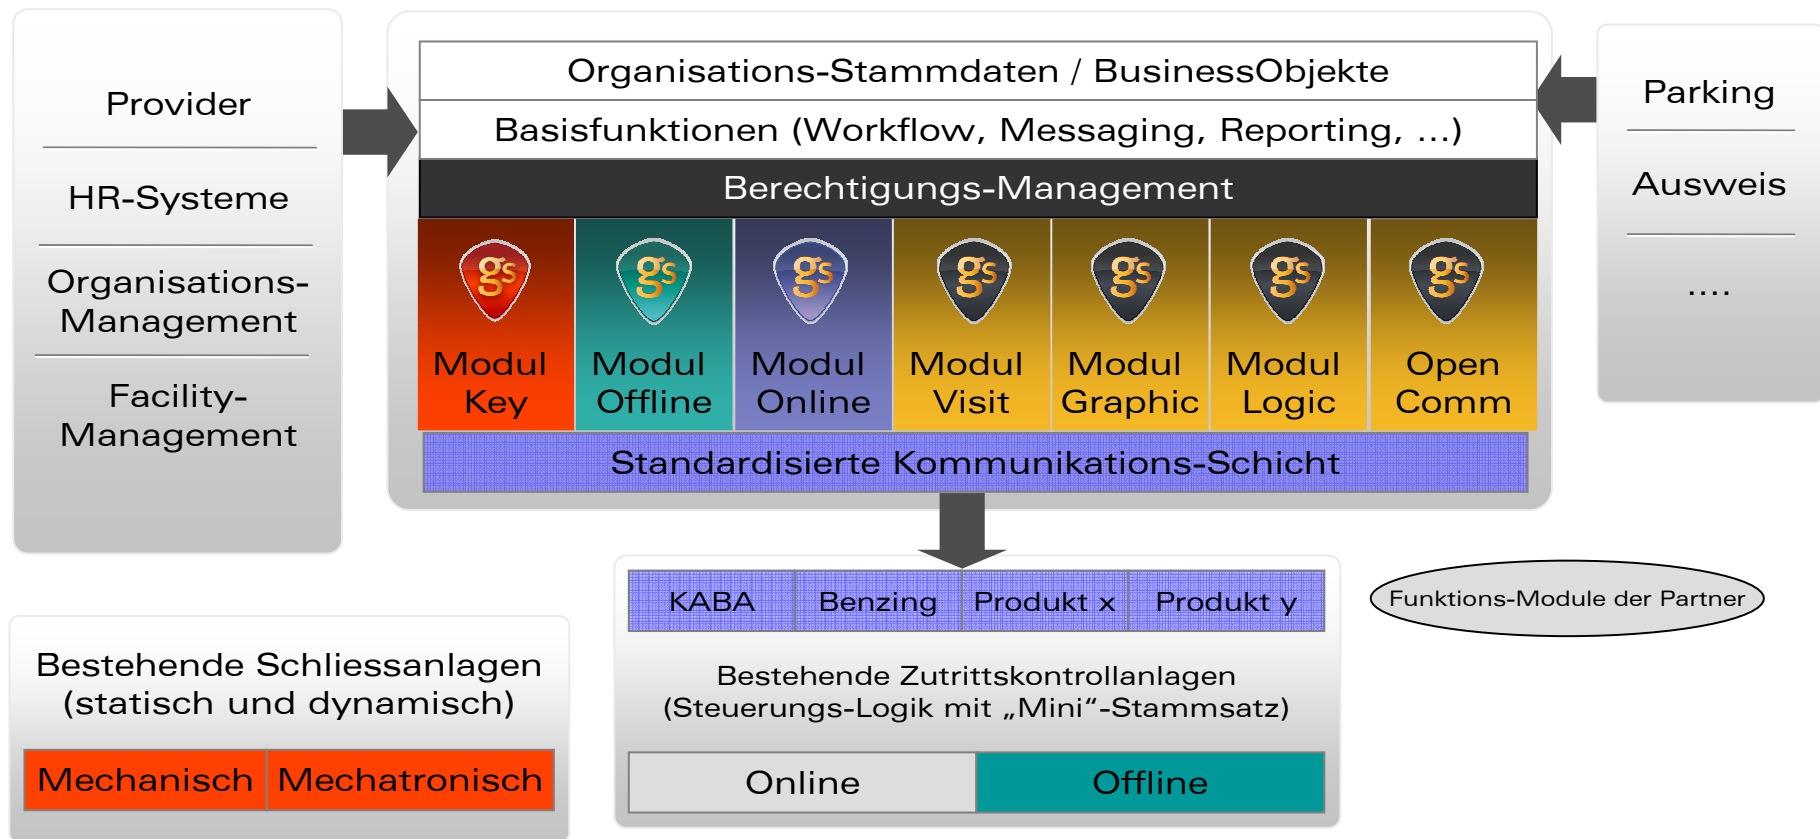 Provider
HR-Systeme
Organisations-
Management
Facility-
Management
Organisations-Stammdaten / BusinessObjekte
Basisfunktionen (Workflow, Messaging, Reporting, ...)
Berechtigungs-Management
gs gs gs gs gs gs gs
Modul Key
Modul Offline
Modul Online
Modul Visit
Modul Graphic
Modul Logic
Open Comm
Standardisierte Kommunikations-Schicht
Parking
Ausweis
....
KABA Benzing Produkt x Produkt y
Bestehende Zutrittskontrollanlagen
(Steuerungs-Logik mit „Mini“-Stammsatz)
Online Offline
Funktions-Module der Partner
Bestehende Schliessanlagen
(statisch und dynamisch)
Mechanisch Mechatronisch